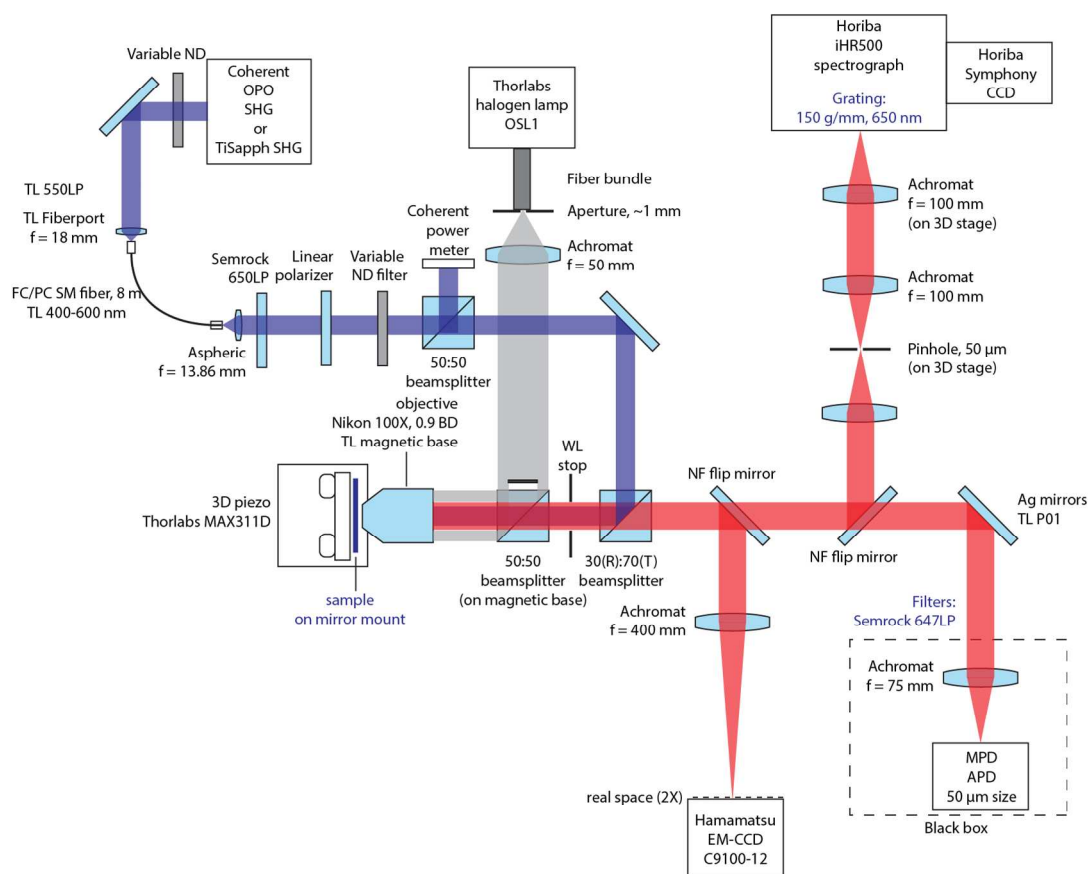 Variable ND
Coherent
OPO
SHG
or
TiSapph SHG
TL 550LP
TL Fiberport
f = 18 mm
FC/PC SM fiber, 8 m
TL 400-600 nm
Aspheric
f = 13.86 mm
Semrock
650LP
Linear
polarizer
Variable
ND filter
Coherent
power
meter
50:50
beamsplitter
Thorlabs
halogen lamp
OSL1
Fiber bundle
Aperture, ~1 mm
Achromat
f = 50 mm
objective
Nikon 100X, 0.9 BD
TL magnetic base
3D piezo
Thorlabs MAX311D
sample
on mirror mount
WL
stop
50:50
beamsplitter
(on magnetic base)
30(R):70(T)
beamsplitter
NF flip mirror
Achromat
f = 400 mm
real space (2X)
Hamamatsu
EM-CCD
C9100-12
Horiba
iHR500
spectrograph
Grating:
150 g/mm, 650 nm
Horiba
Symphony
CCD
Achromat
f = 100 mm
(on 3D stage)
Achromat
f = 100 mm
Pinhole, 50 μm
(on 3D stage)
NF flip mirror
Ag mirrors
TL P01
Filters:
Semrock 647LP
Achromat
f = 75 mm
MPD
APD
50 μm size
Black box